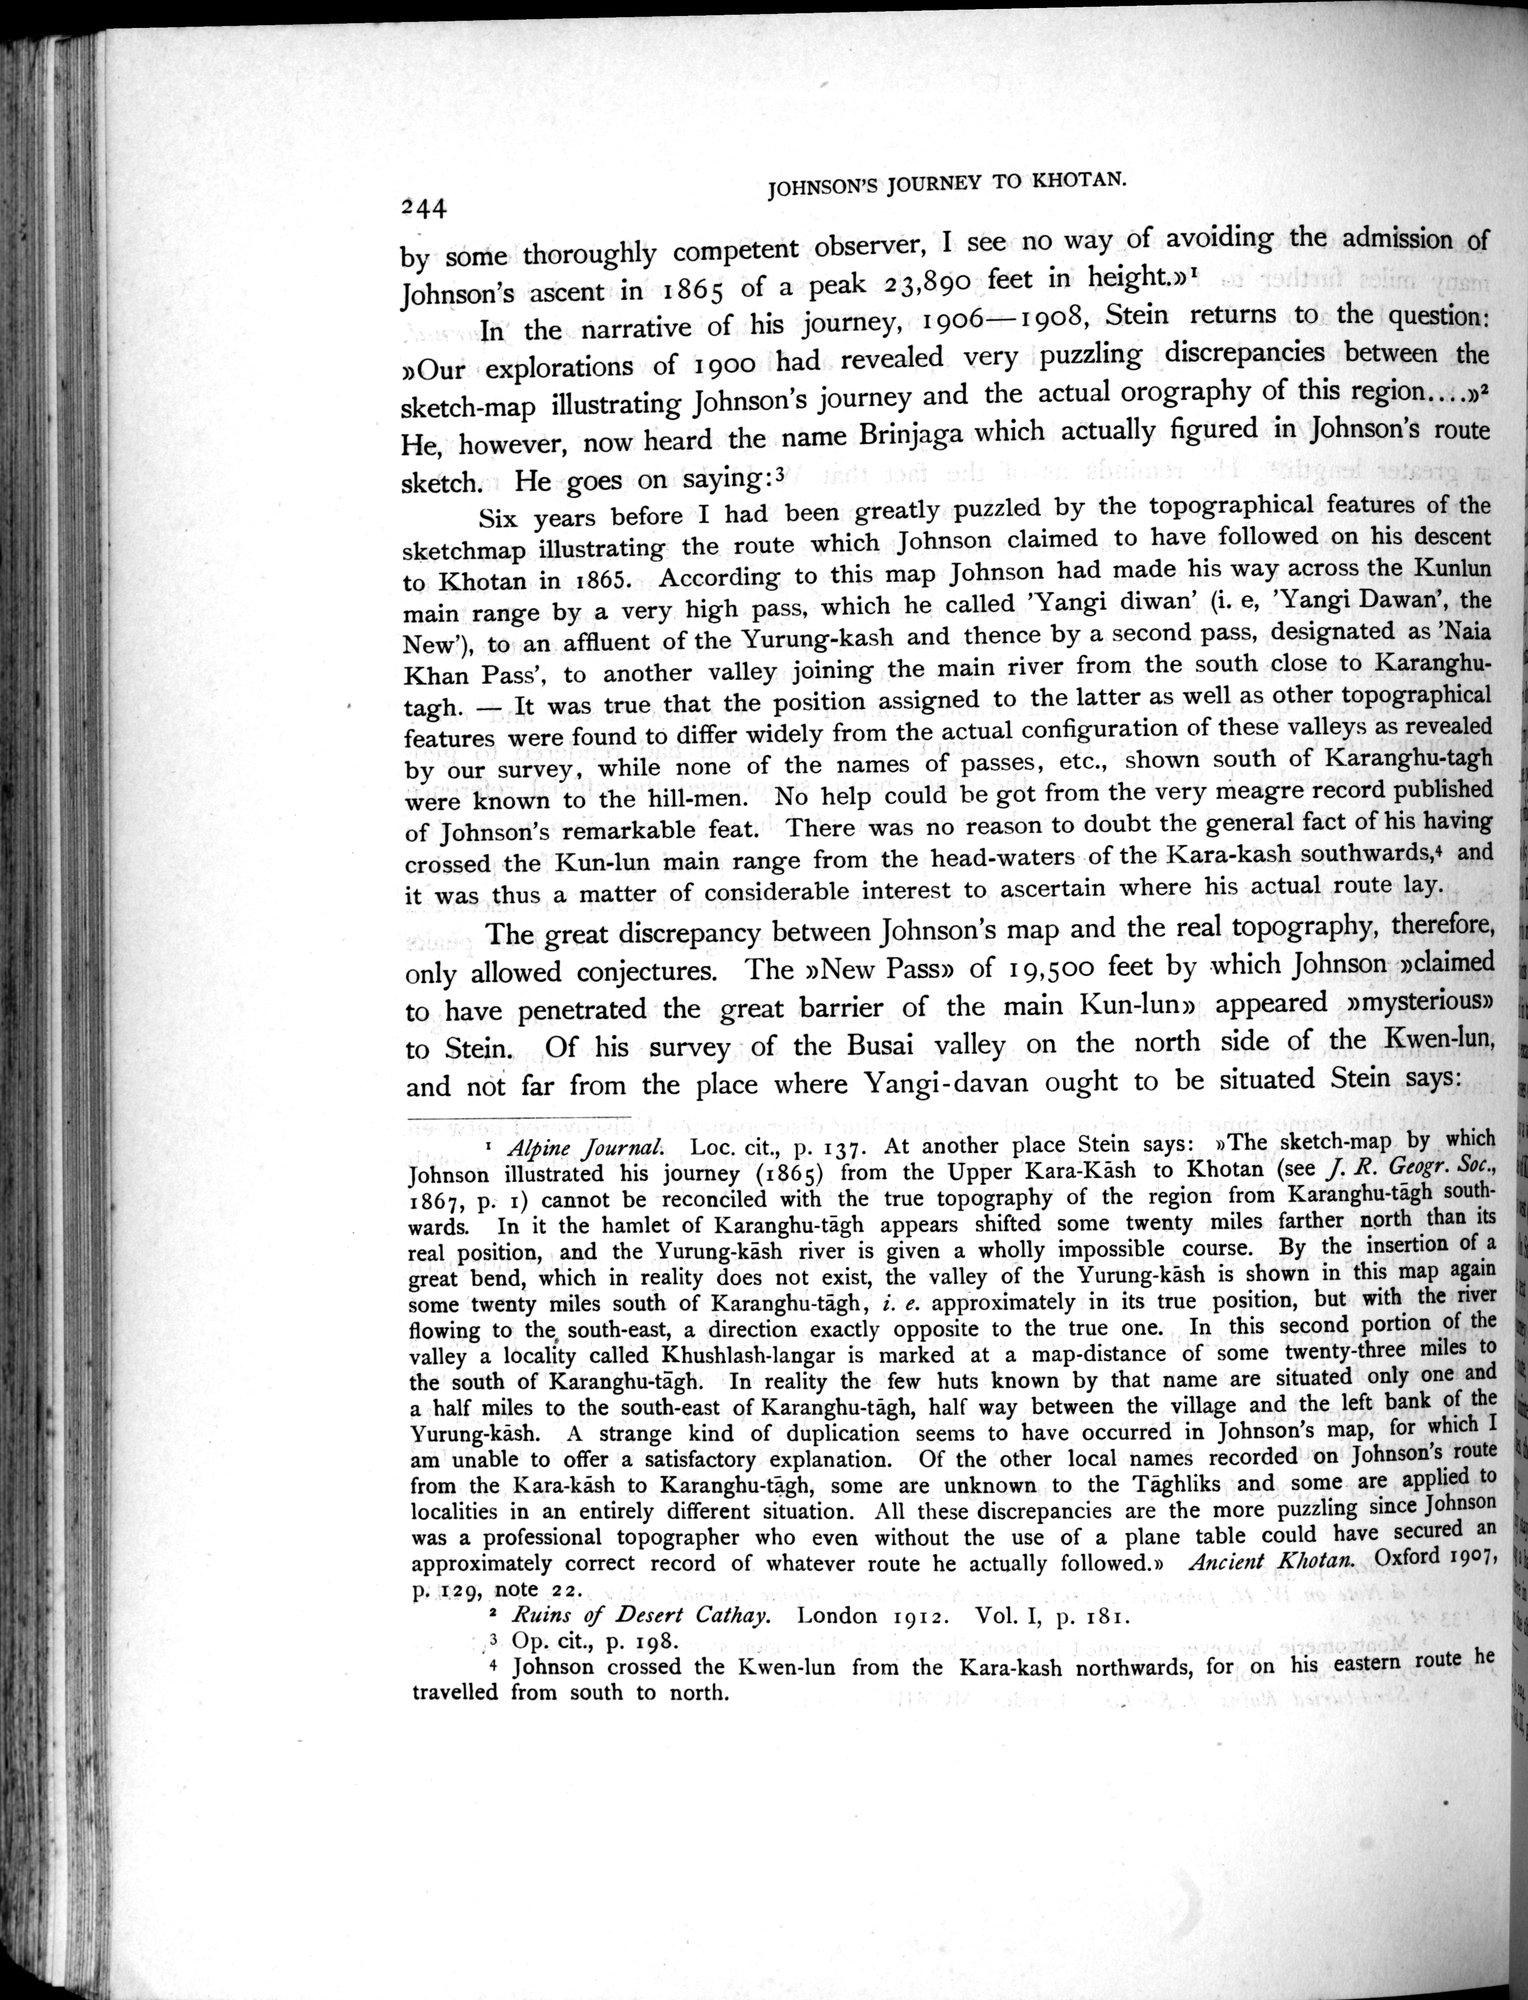 JOHNSON'S JOURNEY TO KHOTAN.
244
by some thoroughly competent observer, I see no way of avoiding the admission of
Johnson's ascent in 1865 of a peak 23,890 feet in height.»¹
In the narrative of his journey, 1906—1908, Stein returns to the question:
»Our explorations of 1900 had revealed very puzzling discrepancies between the
sketch-map illustrating Johnson's journey and the actual orography of this region....»²
He, however, now heard the name Brinjaga which actually figured in Johnson's route
sketch. He goes on saying:³
Six years before I had been greatly puzzled by the topographical features of the
sketchmap illustrating the route which Johnson claimed to have followed on his descent
to Khotan in 1865. According to this map Johnson had made his way across the Kunlun
main range by a very high pass, which he called 'Yangi diwan' (i. e, 'Yangi Dawan', the
New'), to an affluent of the Yurung-kash and thence by a second pass, designated as 'Naia
Khan Pass', to another valley joining the main river from the south close to Karanghu-
tagh. — It was true that the position assigned to the latter as well as other topographical
features were found to differ widely from the actual configuration of these valleys as revealed
by our survey, while none of the names of passes, etc., shown south of Karanghu-tagh
were known to the hill-men. No help could be got from the very meagre record published
of Johnson's remarkable feat. There was no reason to doubt the general fact of his having
crossed the Kun-lun main range from the head-waters of the Kara-kash southwards,⁴ and
it was thus a matter of considerable interest to ascertain where his actual route lay.
The great discrepancy between Johnson's map and the real topography, therefore,
only allowed conjectures. The »New Pass» of 19,500 feet by which Johnson »claimed
to have penetrated the great barrier of the main Kun-lun» appeared »mysterious»
to Stein. Of his survey of the Busai valley on the north side of the Kwen-lun,
and not far from the place where Yangi-davan ought to be situated Stein says:
¹ Alpine Journal. Loc. cit., p. 137. At another place Stein says: »The sketch-map by which
Johnson illustrated his journey (1865) from the Upper Kara-Kāsh to Khotan (see J. R. Geogr. Soc.,
1867, p. 1) cannot be reconciled with the true topography of the region from Karanghu-tāgh south-
wards. In it the hamlet of Karanghu-tāgh appears shifted some twenty miles farther north than its
real position, and the Yurung-kāsh river is given a wholly impossible course. By the insertion of a
great bend, which in reality does not exist, the valley of the Yurung-kāsh is shown in this map again
some twenty miles south of Karanghu-tāgh, i. e. approximately in its true position, but with the river
flowing to the south-east, a direction exactly opposite to the true one. In this second portion of the
valley a locality called Khushlash-langar is marked at a map-distance of some twenty-three miles to
the south of Karanghu-tāgh. In reality the few huts known by that name are situated only one and
a half miles to the south-east of Karanghu-tāgh, half way between the village and the left bank of the
Yurung-kāsh. A strange kind of duplication seems to have occurred in Johnson's map, for which I
am unable to offer a satisfactory explanation. Of the other local names recorded on Johnson's route
from the Kara-kāsh to Karanghu-tāgh, some are unknown to the Tāghliks and some are applied to
localities in an entirely different situation. All these discrepancies are the more puzzling since Johnson
was a professional topographer who even without the use of a plane table could have secured an
approximately correct record of whatever route he actually followed.» Ancient Khotan. Oxford 1907,
p. 129, note 22.
² Ruins of Desert Cathay. London 1912. Vol. I, p. 181.
³ Op. cit., p. 198.
⁴ Johnson crossed the Kwen-lun from the Kara-kash northwards, for on his eastern route he
travelled from south to north.